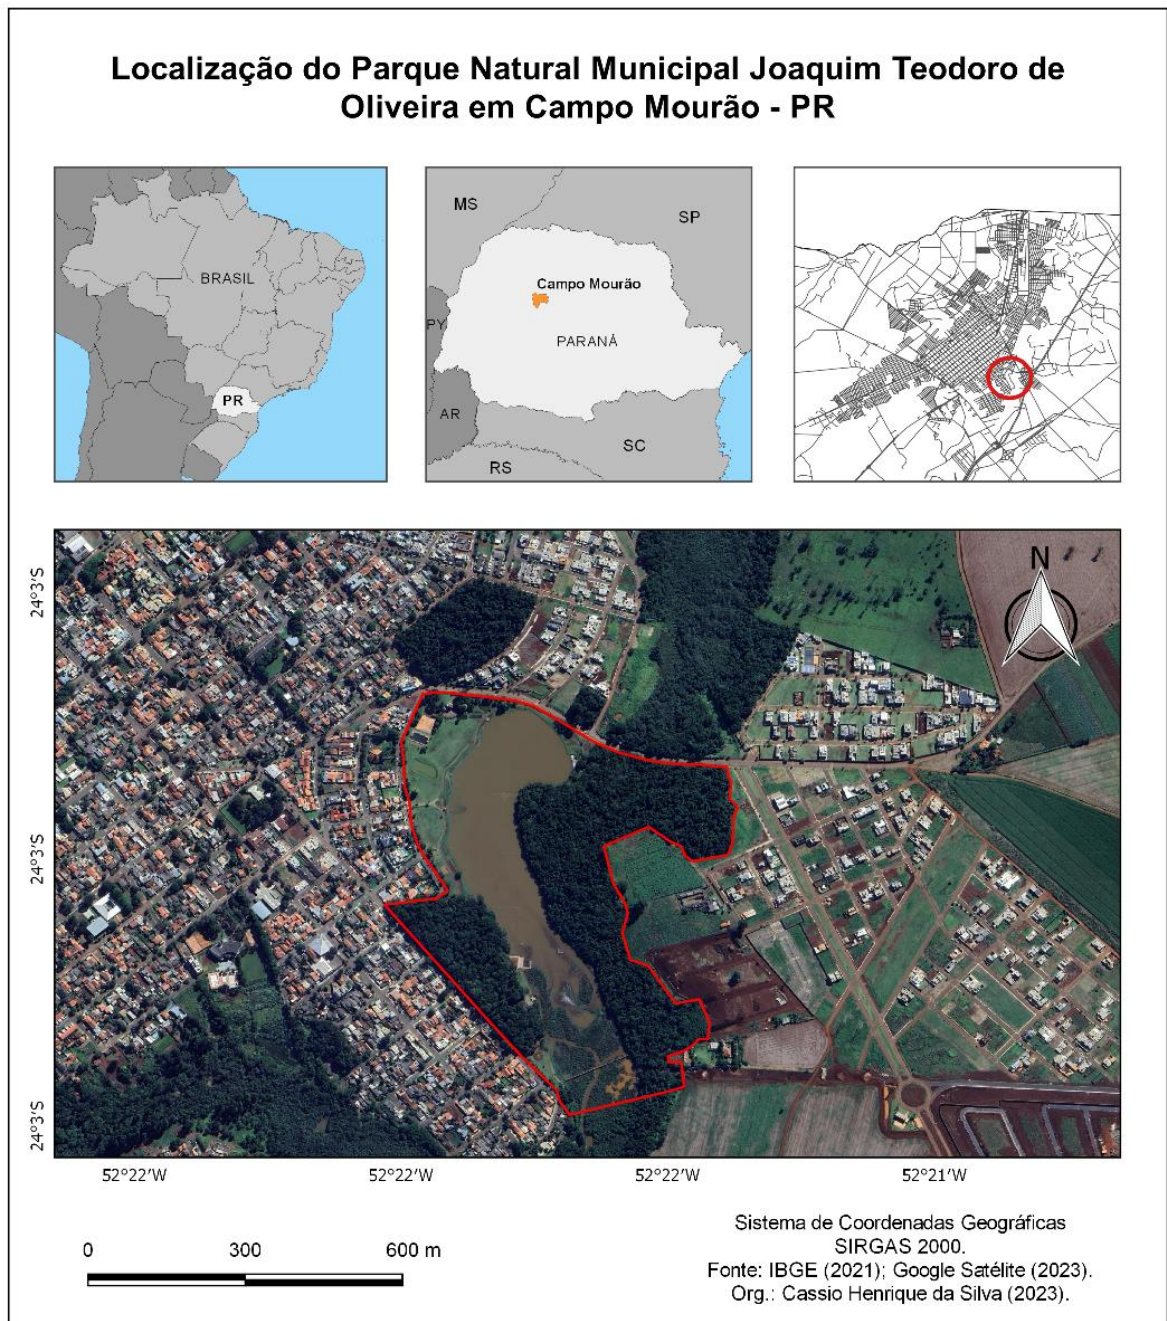 Localização do Parque Natural Municipal Joaquim Teodoro de
Oliveira em Campo Mourão - PR
BRASIL
PR
MS
SP
Campo Mourão
PY
PARANÁ
AR
SC
RS
N
24°3'S
24°3'S
24°3'S
52°22'W
52°22'W
52°22'W
52°21'W
0
300
600 m
Sistema de Coordenadas Geográficas
SIRGAS 2000.
Fonte: IBGE (2021); Google Satélite (2023).
Org.: Cassio Henrique da Silva (2023).